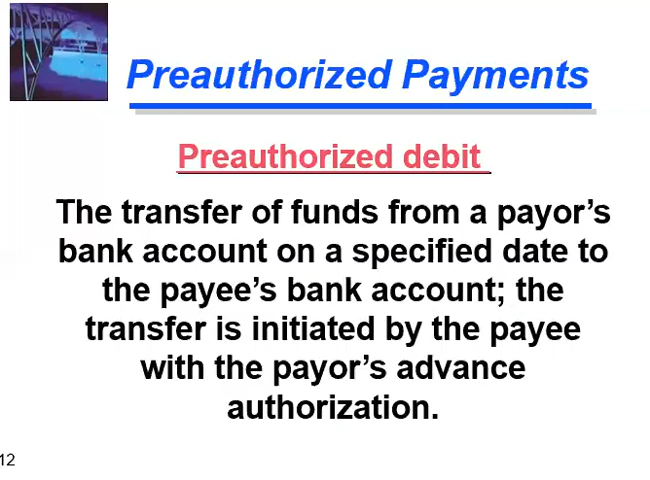 Preauthorized Payments
Preauthorized debit
The transfer of funds from a payor’s
bank account on a specified date to
the payee’s bank account; the
transfer is initiated by the payee
with the payor’s advance
authorization.
12